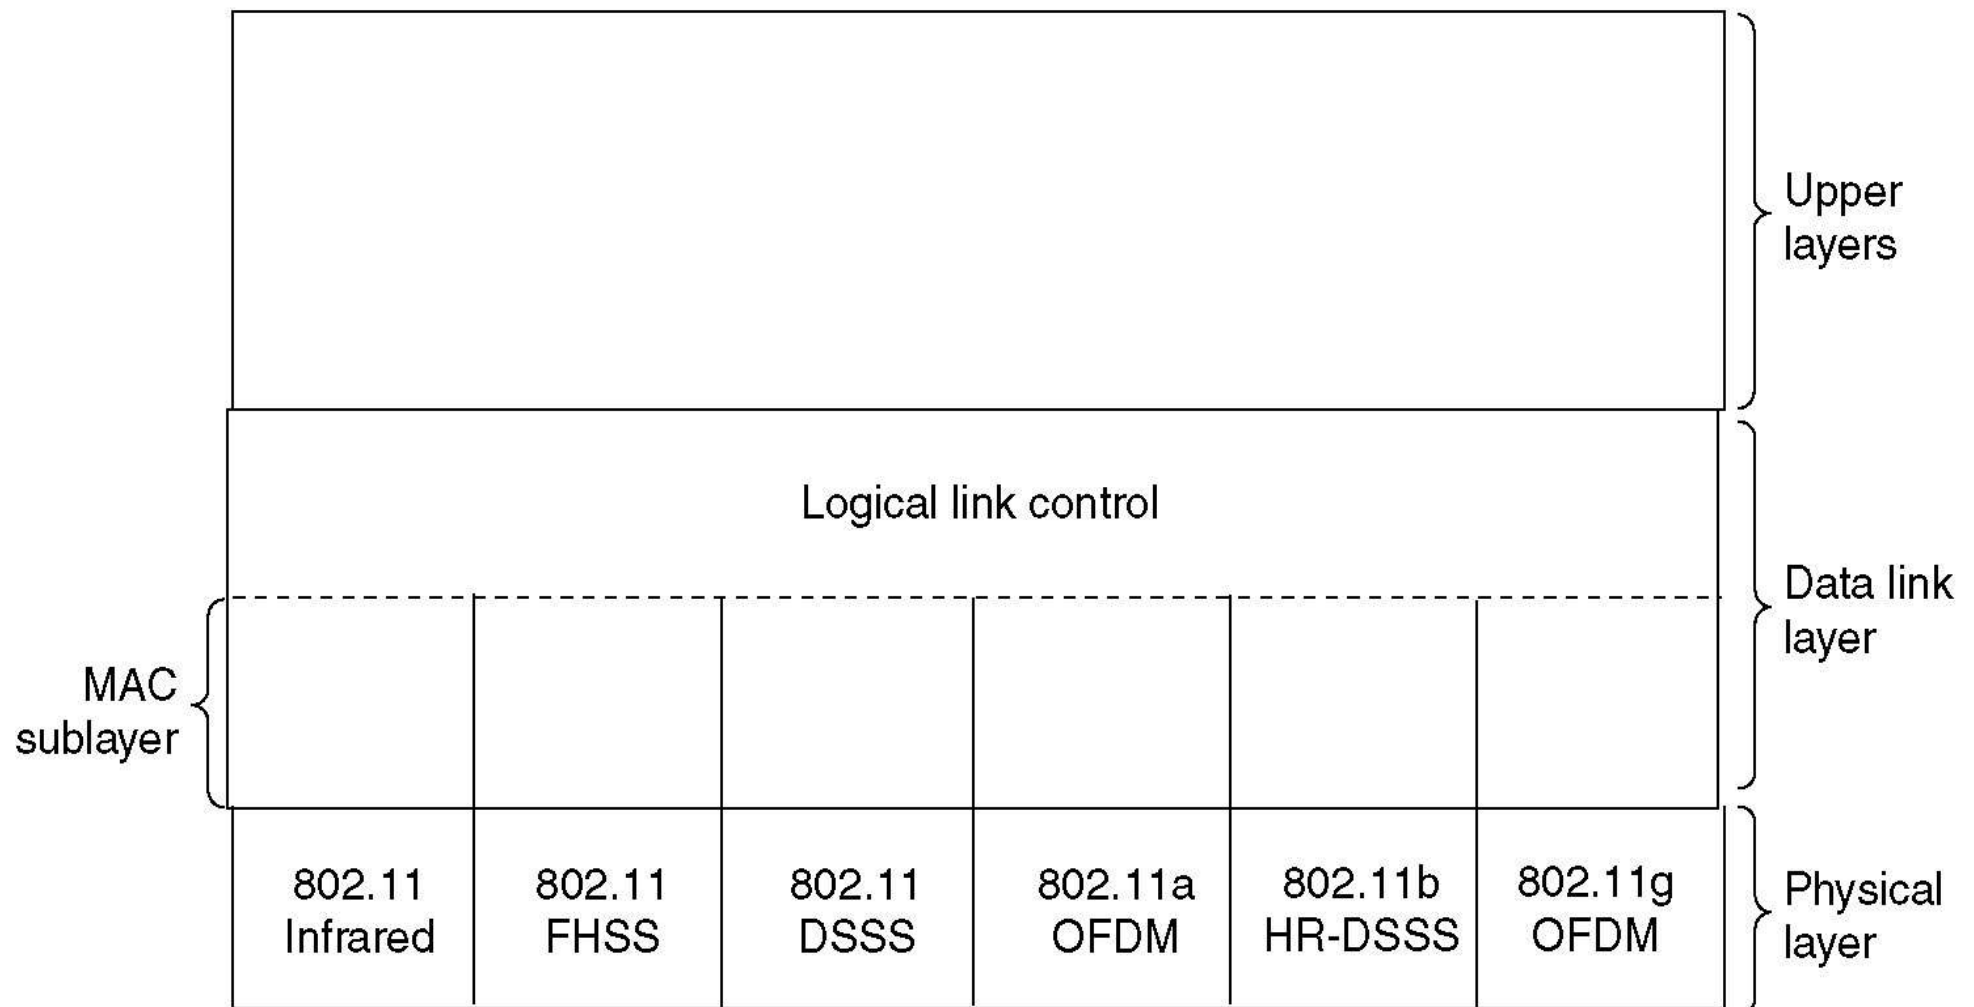 Upper
layers
Logical link control
Data link
layer
MAC
sublayer
802.11
Infrared
802.11
FHSS
802.11
DSSS
802.11a
OFDM
802.11b
HR-DSSS
802.11g
OFDM
Physical
layer